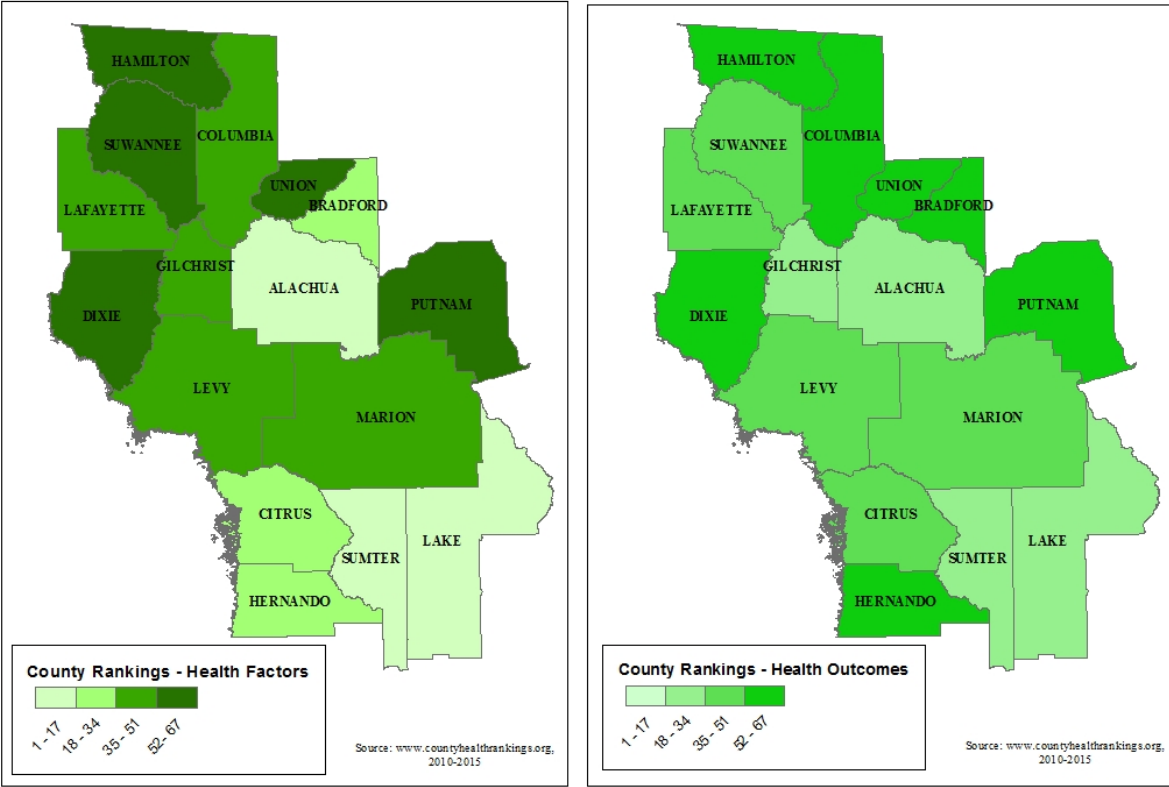 HAMILTON
COLUMBIA
SUWANNEE
UNION
BRADFORD
LAFAYETTE
GILCHRIST
ALACHUA
DIXIE
PUTNAM
LEVY
MARION
CITRUS
LAKE
SUMTER
HERNANDO
County Rankings - Health Factors
1 - 17
18 - 34
35 - 51
52 - 67
Source: www.countyhealthrankings.org,
2010-2015
HAMILTON
COLUMBIA
SUWANNEE
UNION
BRADFORD
LAFAYETTE
GILCHRIST
ALACHUA
DIXIE
PUTNAM
LEVY
MARION
CITRUS
LAKE
SUMTER
HERNANDO
County Rankings - Health Outcomes
1 - 17
18 - 34
35 - 51
52 - 67
Source: www.countyhealthrankings.org,
2010-2015